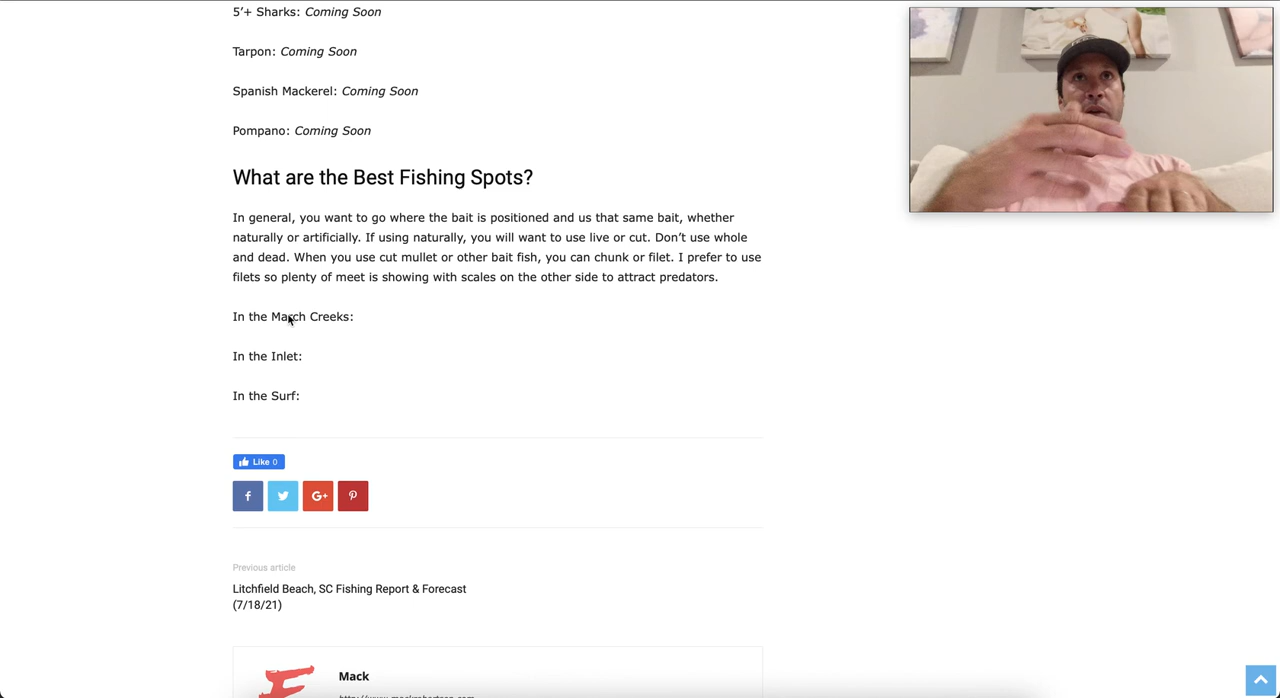 5’+ Sharks: Coming Soon
Tarpon: Coming Soon
Spanish Mackerel: Coming Soon
Pompano: Coming Soon
What are the Best Fishing Spots?
In general, you want to go where the bait is positioned and us that same bait, whether
naturally or artificially. If using naturally, you will want to use live or cut. Don’t use whole
and dead. When you use cut mullet or other bait fish, you can chunk or filet. I prefer to use
filets so plenty of meet is showing with scales on the other side to attract predators.
In the March Creeks:
In the Inlet:
In the Surf:
Like 0
Previous article
Litchfield Beach, SC Fishing Report & Forecast
(7/18/21)
Mack